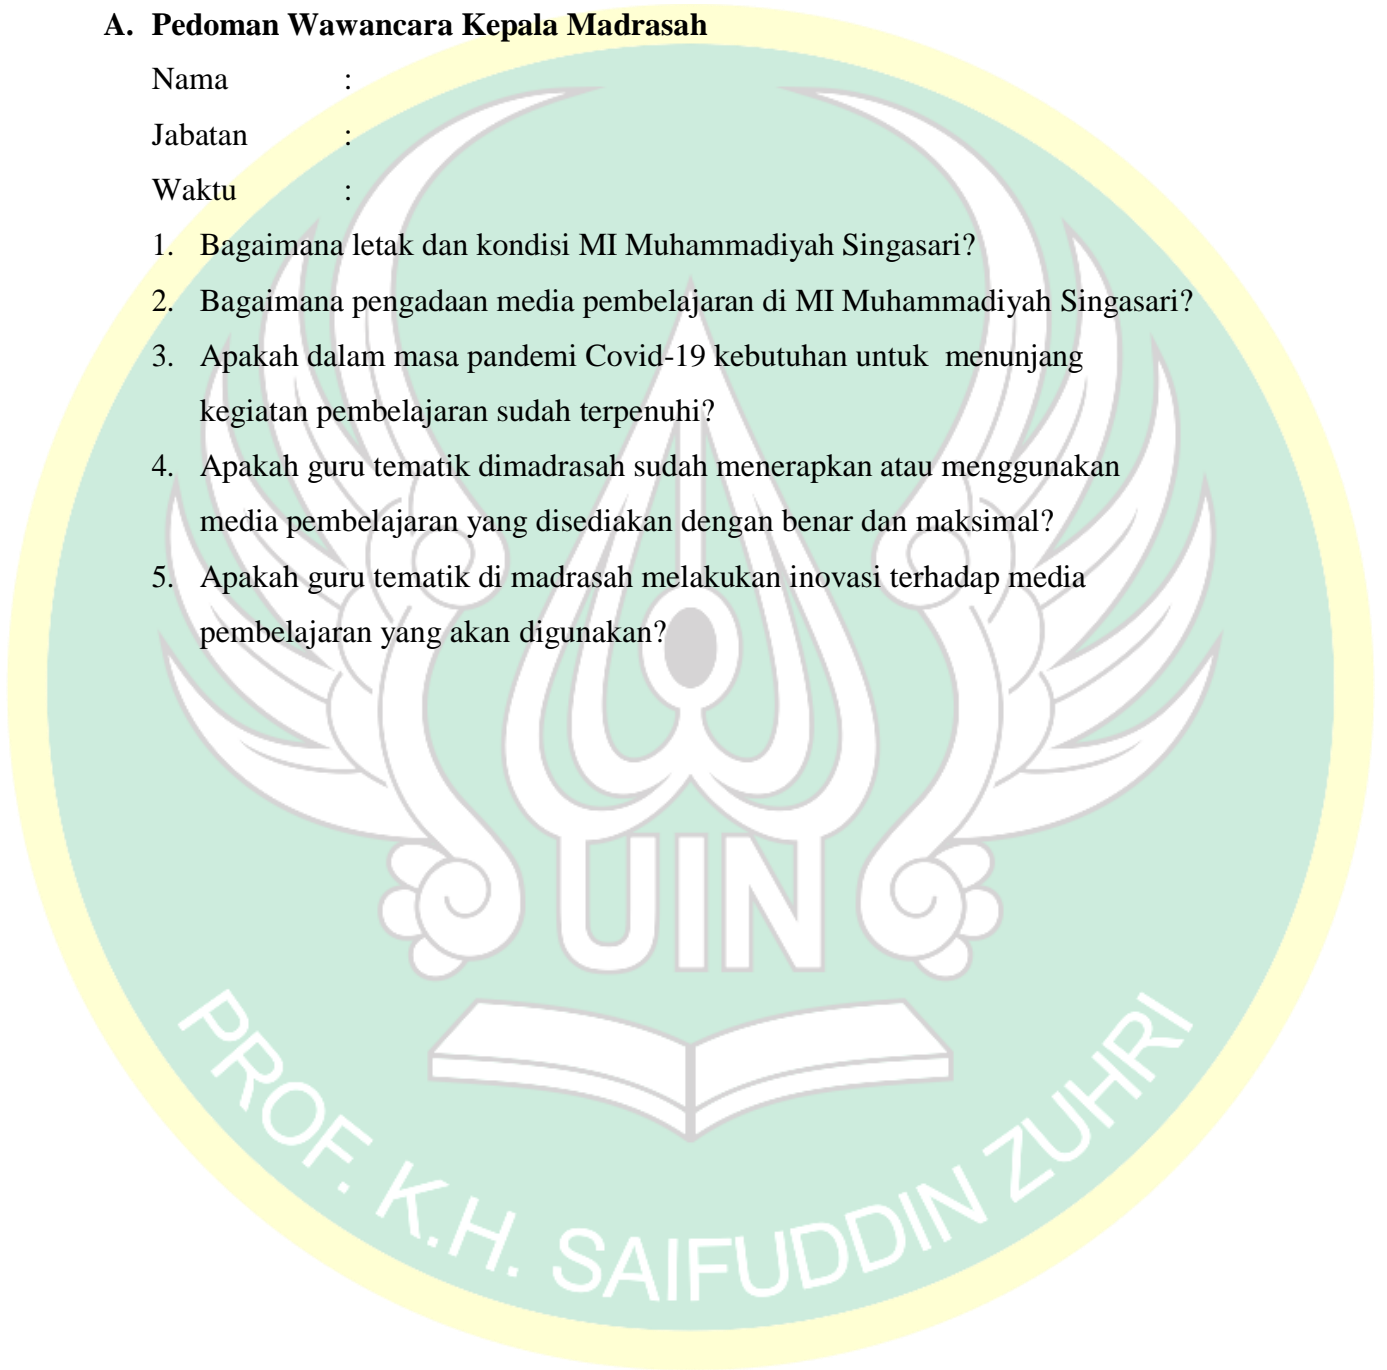 A. Pedoman Wawancara Kepala Madrasah
Nama :
Jabatan :
Waktu :
1. Bagaimana letak dan kondisi MI Muhammadiyah Singasari?
2. Bagaimana pengadaan media pembelajaran di MI Muhammadiyah Singasari?
3. Apakah dalam masa pandemi Covid-19 kebutuhan untuk menunjang
kegiatan pembelajaran sudah terpenuhi?
4. Apakah guru tematik dimadrasah sudah menerapkan atau menggunakan
media pembelajaran yang disediakan dengan benar dan maksimal?
5. Apakah guru tematik di madrasah melakukan inovasi terhadap media
pembelajaran yang akan digunakan?
UIN
PROF. K.H. SAIFUDDIN ZUHRI